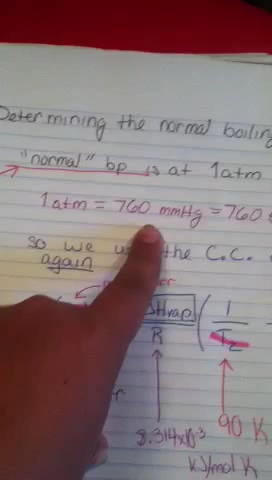 Determining the normal boiling
"normal" bp is at 1atm
1atm = 760 mmHg = 760
so we the C.C.
again
ΔHvap ( 1
R T2
8.314x10-3 90 K
kJ/mol K